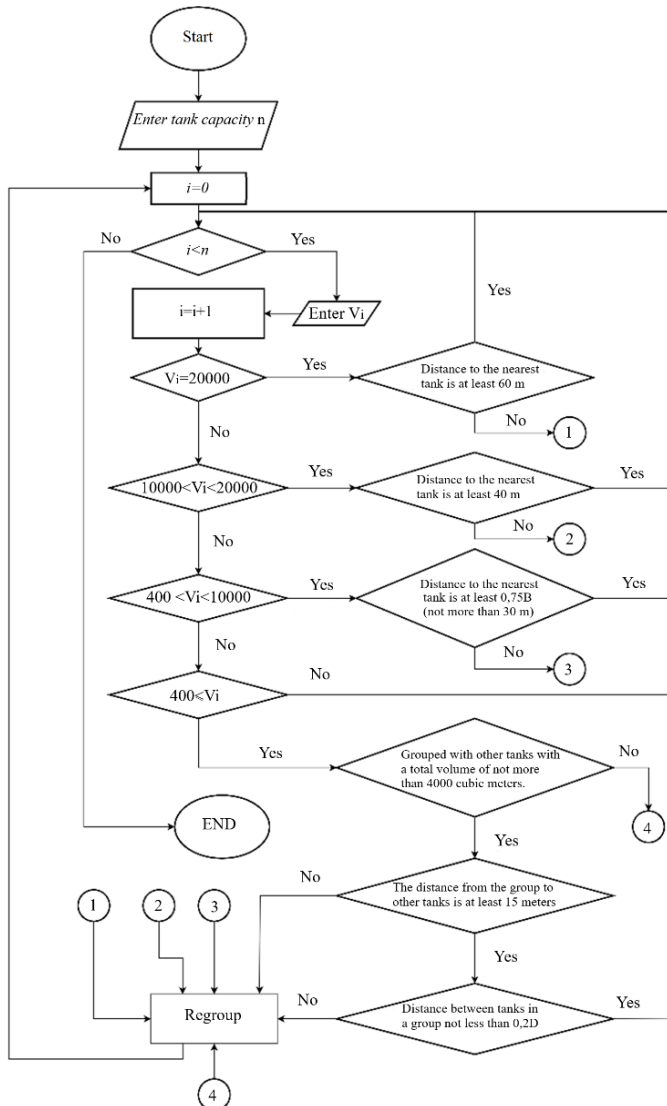 Start
Enter tank capacity n
i=0
No
i<n
Yes
Yes
i=i+1
Enter Vi
Vi=20000
Yes
Distance to the nearest
tank is at least 60 m
No
1
No
10000<Vi<20000
Yes
Distance to the nearest
tank is at least 40 m
Yes
No
2
No
400 <Vi<10000
Yes
Distance to the nearest
tank is at least 0,75B
(not more than 30 m)
Yes
No
3
No
400⩽Vi
No
Yes
Grouped with other tanks with
a total volume of not more
than 4000 cubic meters.
No
4
END
Yes
No
The distance from the group to
other tanks is at least 15 meters
1
2
3
Yes
Regroup
No
Distance between tanks in
a group not less than 0,2D
Yes
4